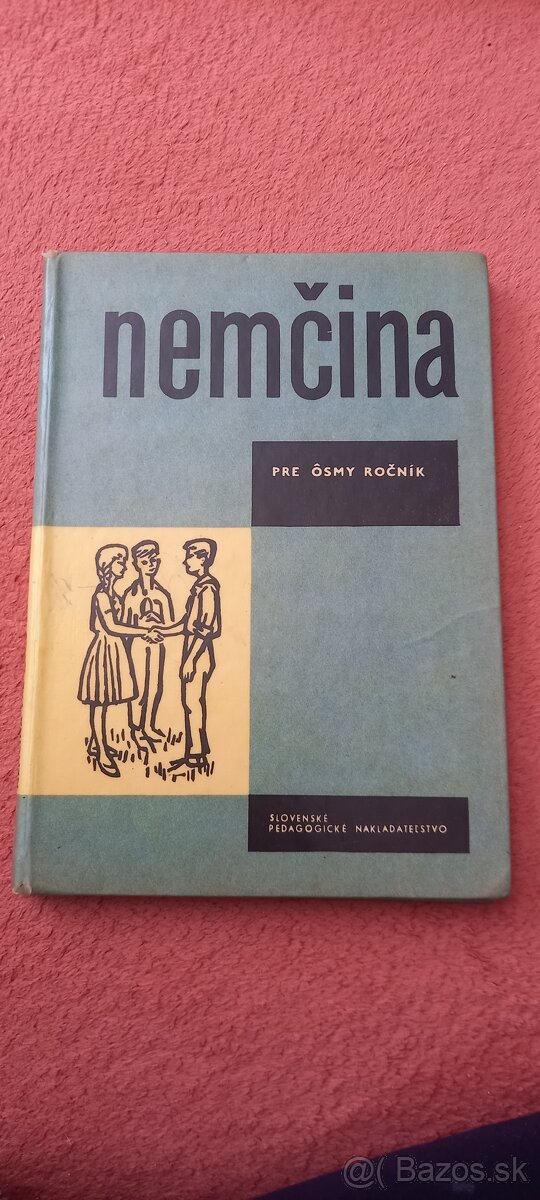 nemčina
PRE ÔSMY ROČNÍK
SLOVENSKÉ
PEDAGOGICKÉ NAKLADATEĽSTVO
@( Bazos.sk